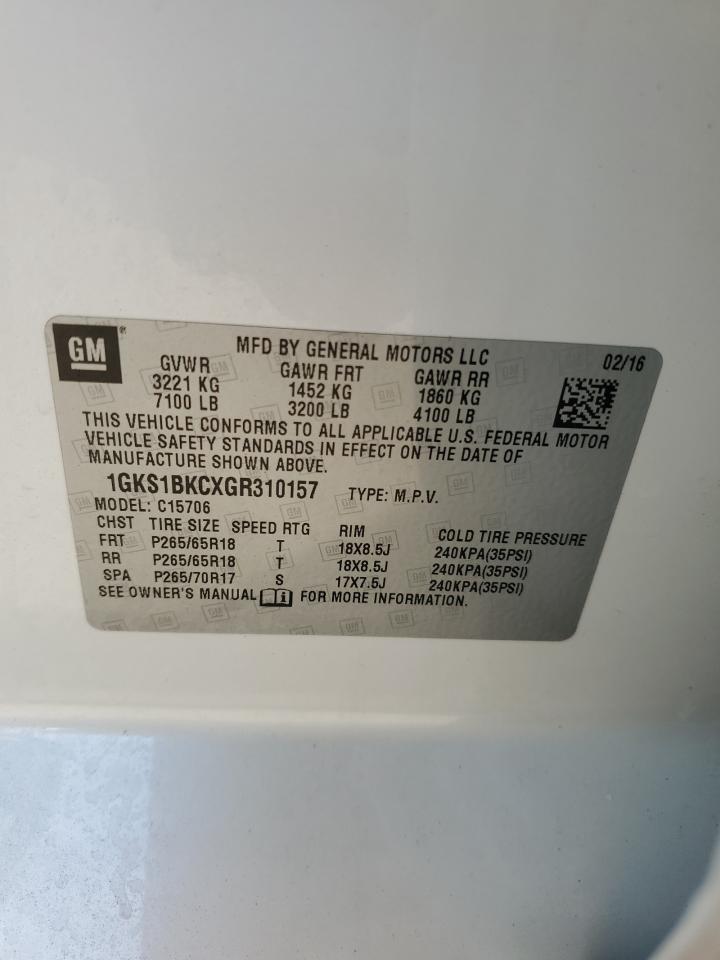 GM®
MFD BY GENERAL MOTORS LLC 02/16
GVWR GAWR FRT GAWR RR
3221 KG 1452 KG 1860 KG
7100 LB 3200 LB 4100 LB
THIS VEHICLE CONFORMS TO ALL APPLICABLE U.S. FEDERAL MOTOR
VEHICLE SAFETY STANDARDS IN EFFECT ON THE DATE OF
MANUFACTURE SHOWN ABOVE.
1GKS1BKCXGR310157 TYPE: M.P.V.
MODEL: C15706
CHST TIRE SIZE SPEED RTG RIM COLD TIRE PRESSURE
FRT P265/65R18 T 18X8.5J 240KPA(35PSI)
RR P265/65R18 T 18X8.5J 240KPA(35PSI)
SPA P265/70R17 S 17X7.5J 240KPA(35PSI)
SEE OWNER'S MANUAL FOR MORE INFORMATION.